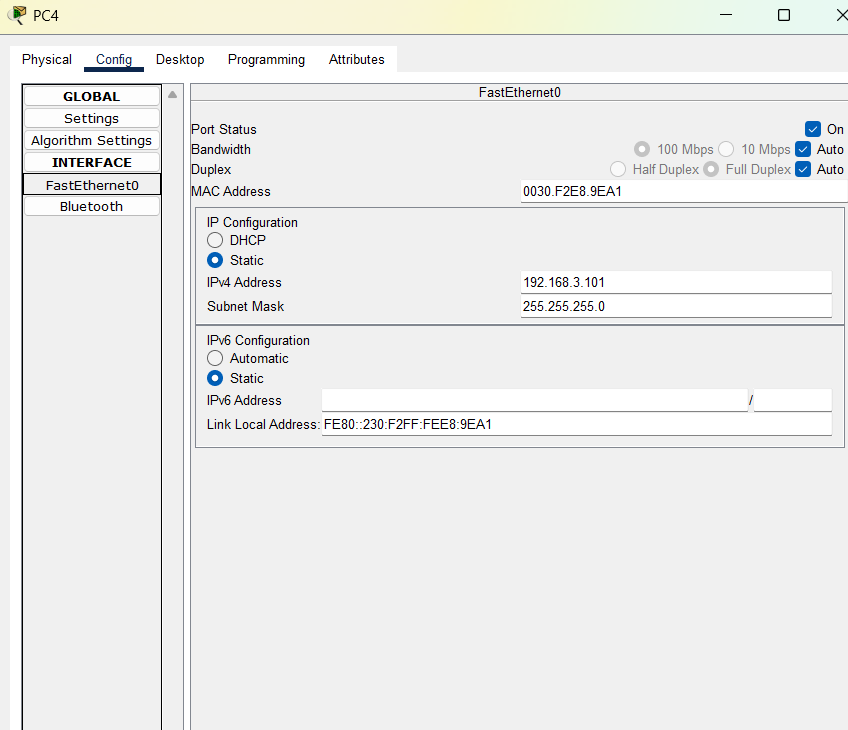 PC4
Physical Config Desktop Programming Attributes
GLOBAL
Settings
Algorithm Settings
INTERFACE
FastEthernet0
Bluetooth
FastEthernet0
Port Status On
Bandwidth 100 Mbps 10 Mbps Auto
Duplex Half Duplex Full Duplex Auto
MAC Address 0030.F2E8.9EA1
IP Configuration
DHCP
Static
IPv4 Address 192.168.3.101
Subnet Mask 255.255.255.0
IPv6 Configuration
Automatic
Static
IPv6 Address /
Link Local Address: FE80::230:F2FF:FEE8:9EA1